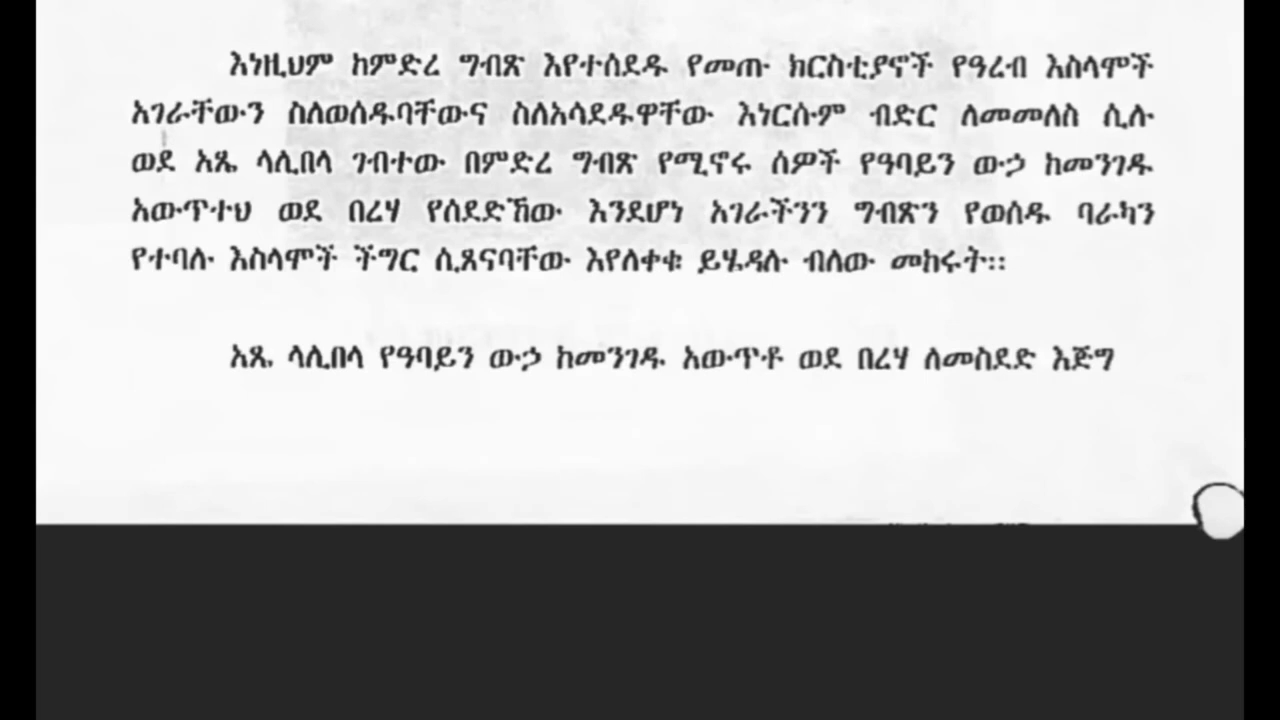 እነዚህም ከምድረ ግብጽ እየተሰደዱ የመጡ ክርስቲያኖች የዓረብ እስላሞች
አገራቸውን ስለወሰዱባቸውና ስለአሳደዱዋቸው እነርሱም ብድር ለመመለስ ሲሉ
ወደ አጼ ላሊበላ ገብተው በምድረ ግብጽ የሚኖሩ ሰዎች የዓባይን ውኃ ከመንገዱ
አውጥተህ ወደ በረሃ የሰደድኸው እንደሆነ አገራችንን ግብጽን የወሰዱ ባራካን
የተባሉ እስላሞች ችግር ሲጸናባቸው እየለቀቁ ይሄዳሉ ብለው መከሩት።
አጼ ላሊበላ የዓባይን ውኃ ከመንገዱ አውጥቶ ወደ በረሃ ለመስደድ እጅግ